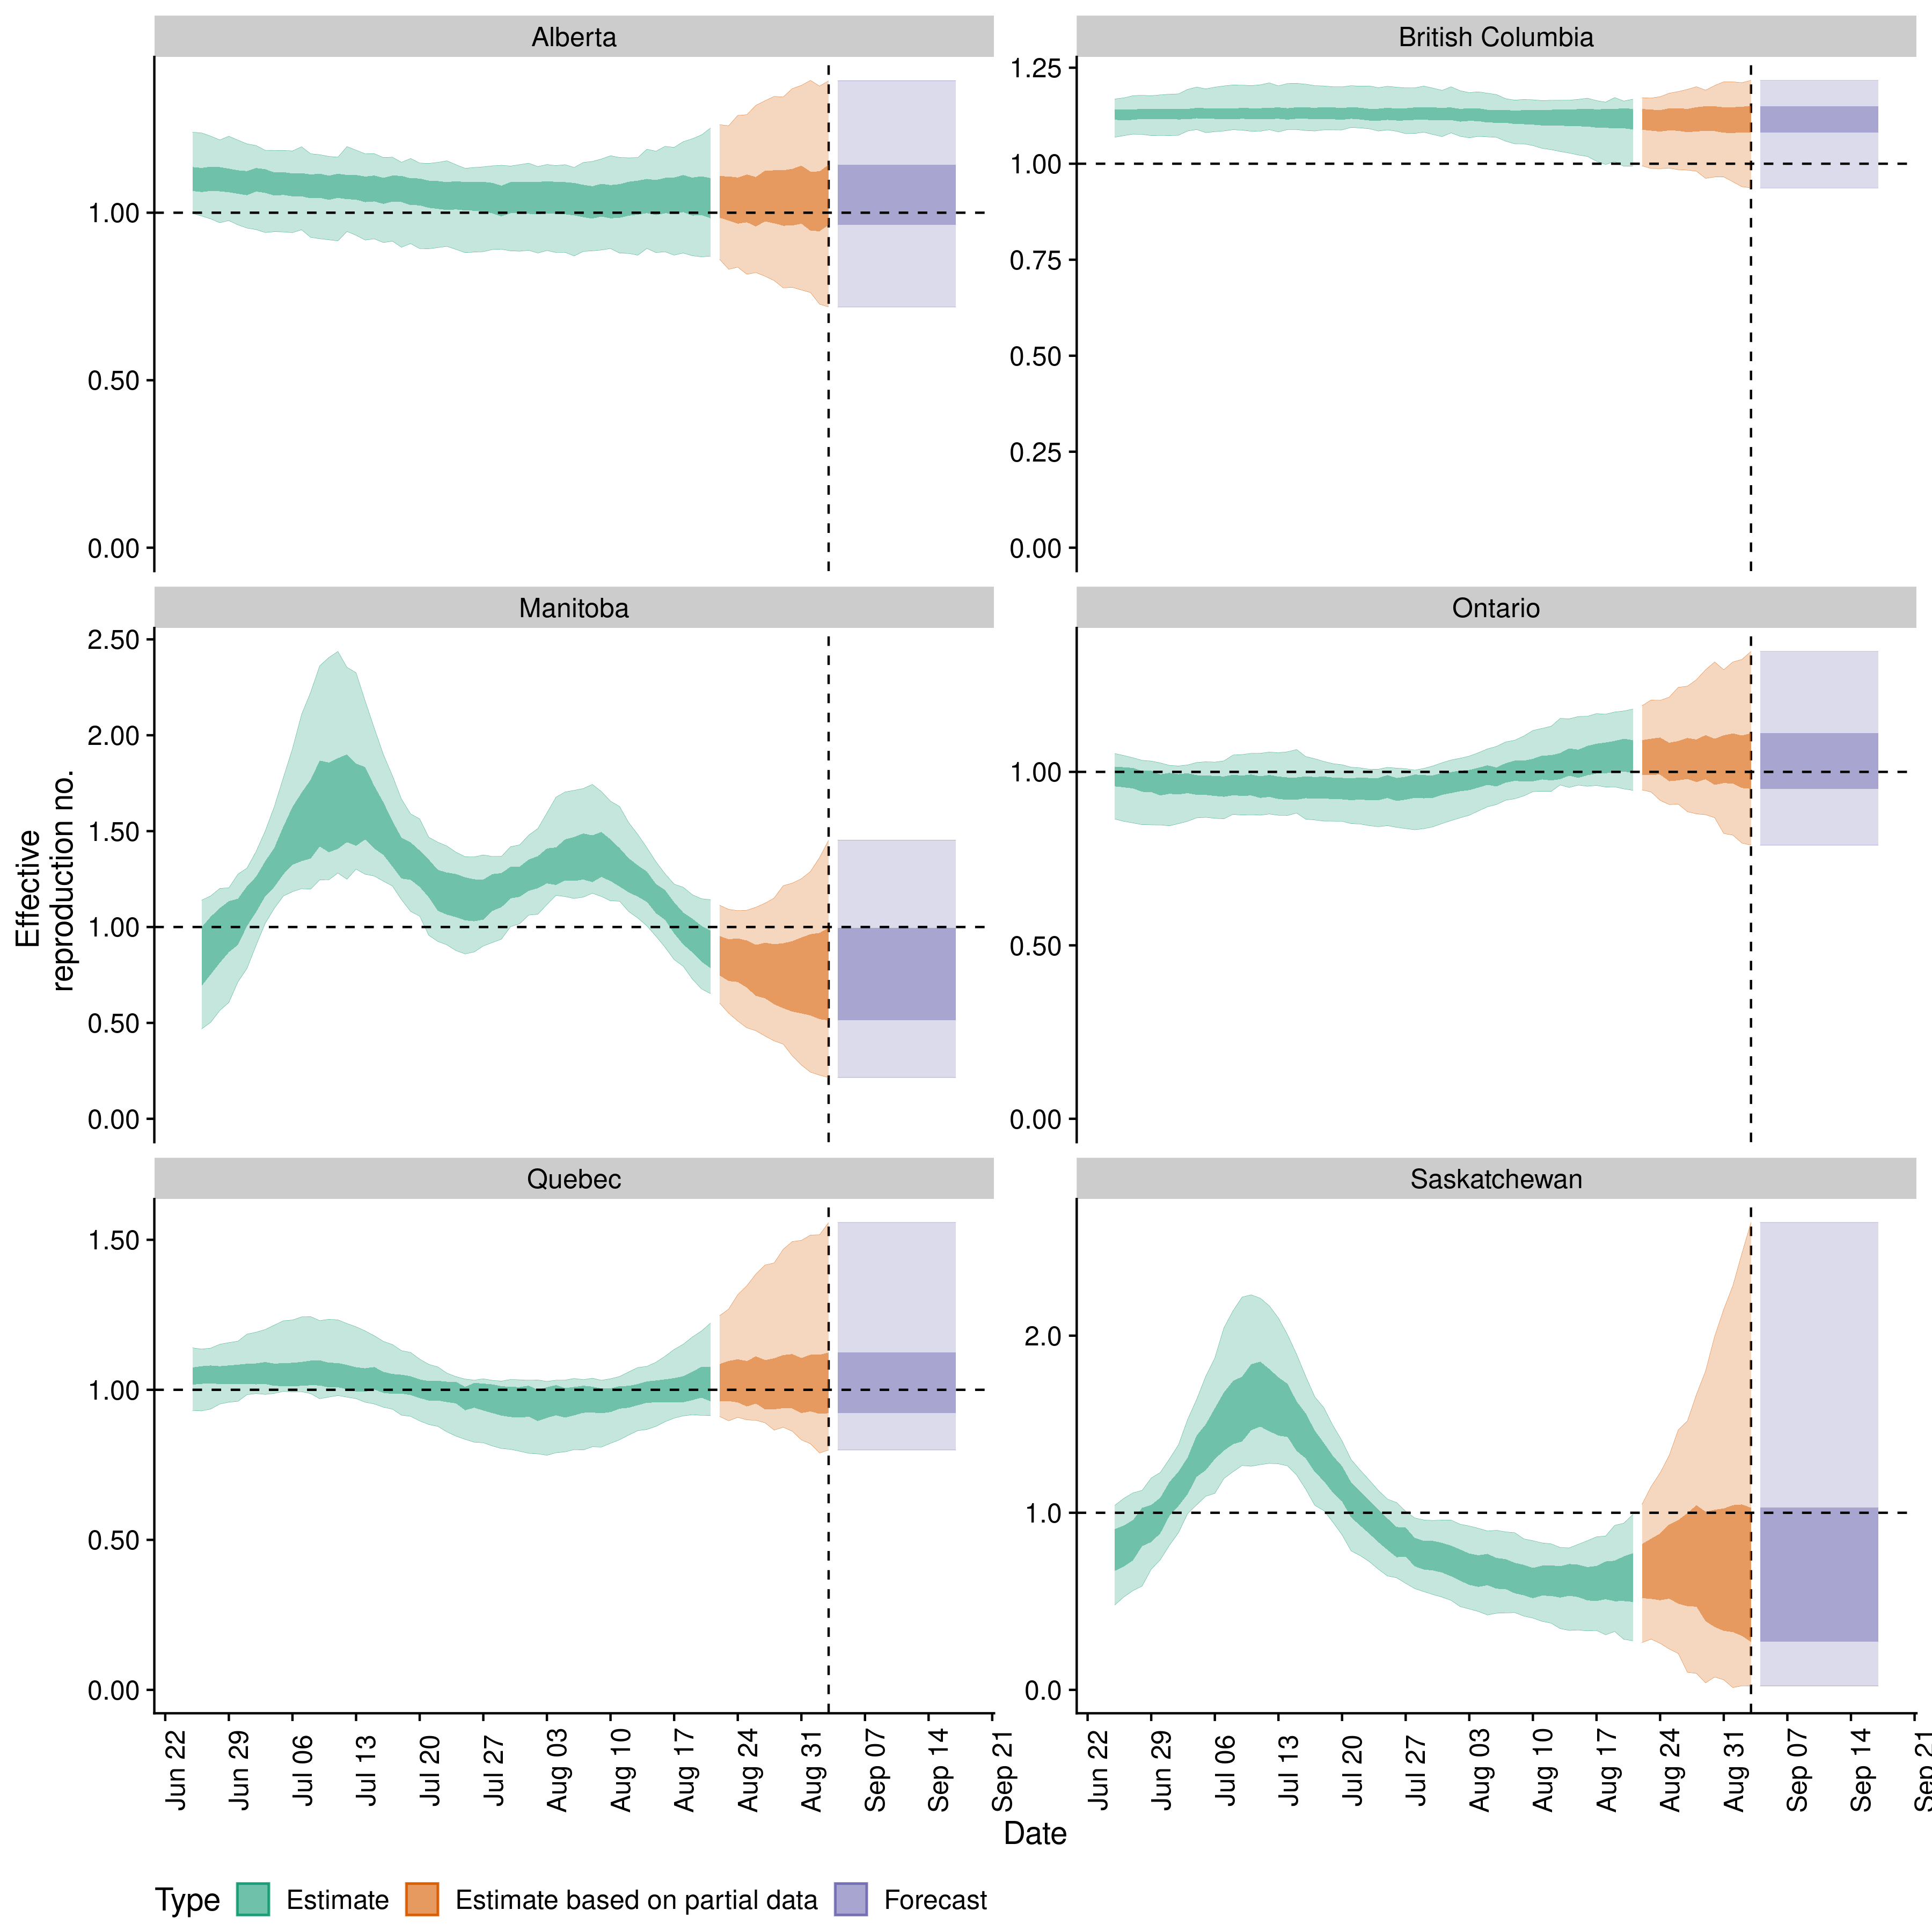 Alberta
British Columbia
1.00
0.50
0.00
1.25
1.00
0.75
0.50
0.25
0.00
Manitoba
Ontario
2.50
2.00
1.50
1.00
0.50
0.00
1.00
0.50
0.00
Effective
reproduction no.
Quebec
Saskatchewan
1.50
1.00
0.50
0.00
2.0
1.0
0.0
Jun 22
Jun 29
Jul 06
Jul 13
Jul 20
Jul 27
Aug 03
Aug 10
Aug 17
Aug 24
Aug 31
Sep 07
Sep 14
Sep 21
Jun 22
Jun 29
Jul 06
Jul 13
Jul 20
Jul 27
Aug 03
Aug 10
Aug 17
Aug 24
Aug 31
Sep 07
Sep 14
Sep 21
Date
Type Estimate Estimate based on partial data Forecast